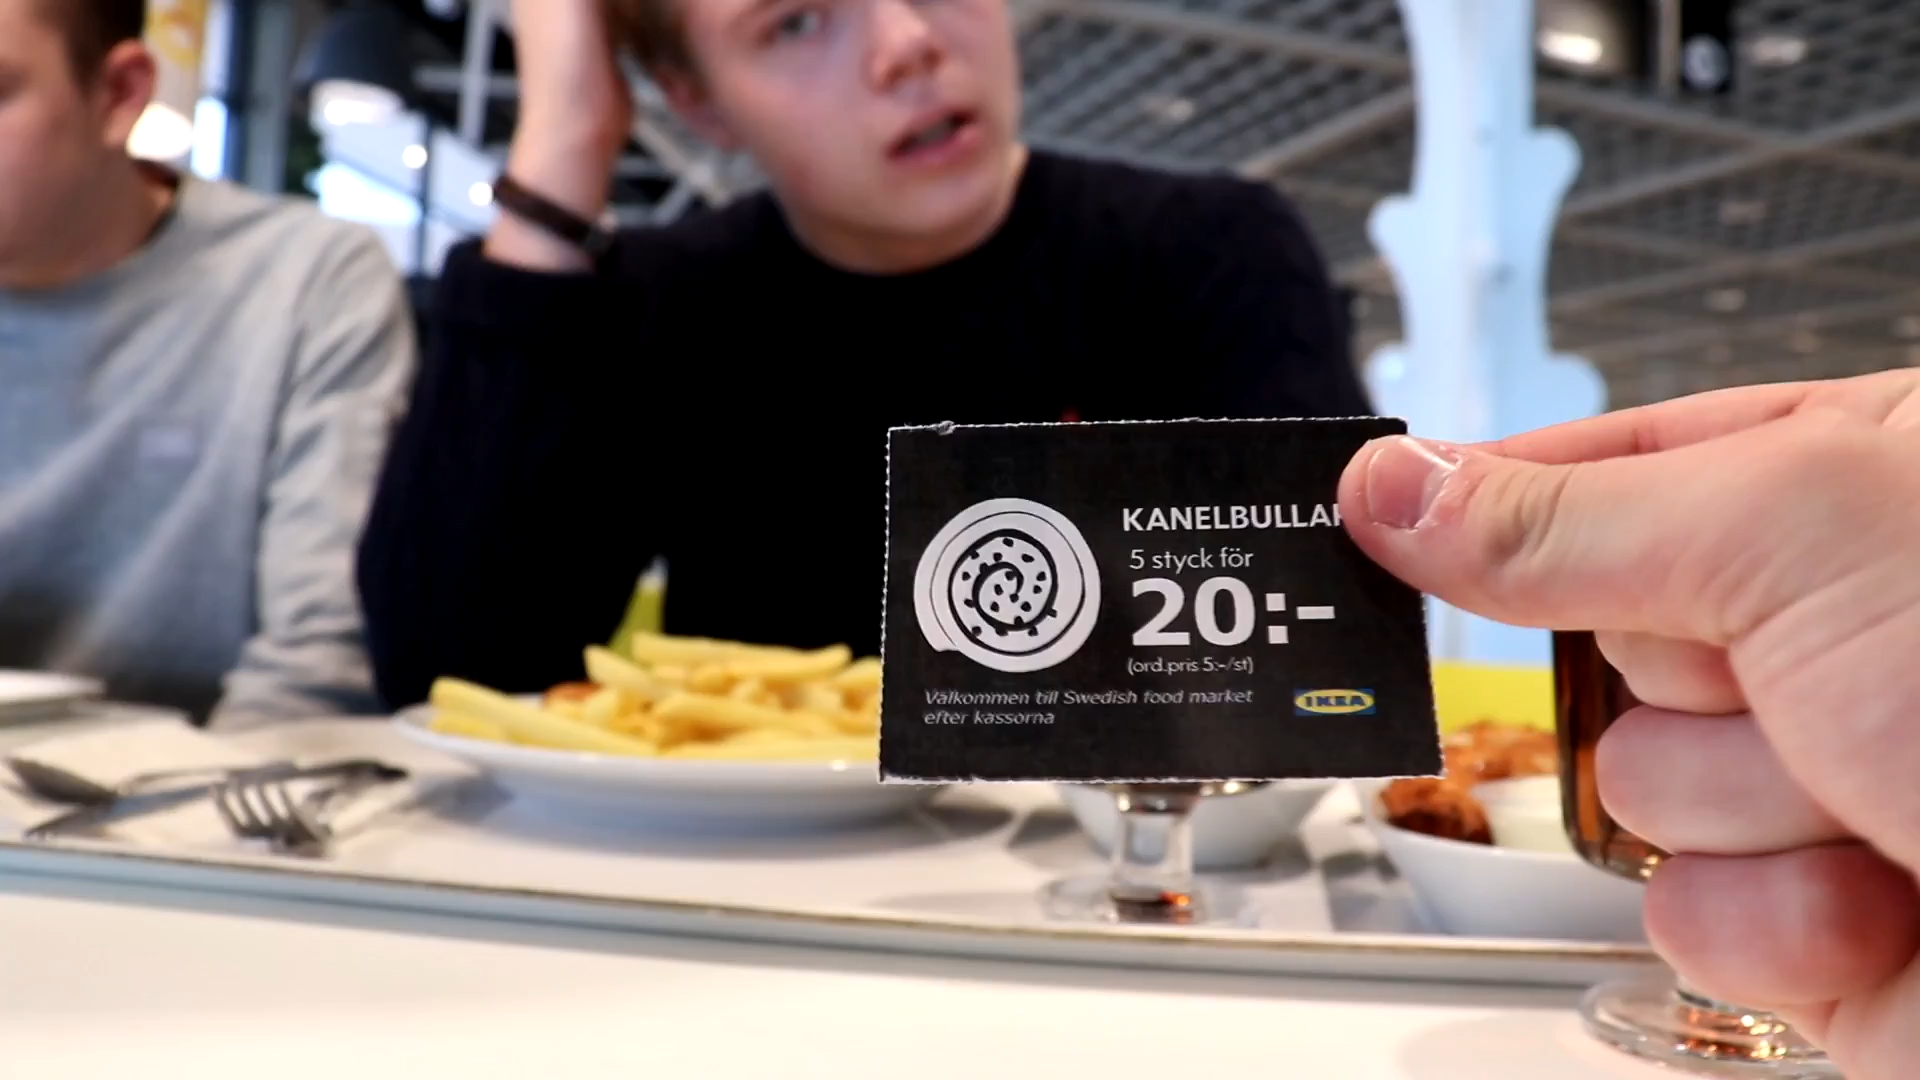 KANELBULLAR
5 styck för
20:-
(ord.pris 5:-/st)
Välkommen till Swedish food market
efter kassorna
IKEA